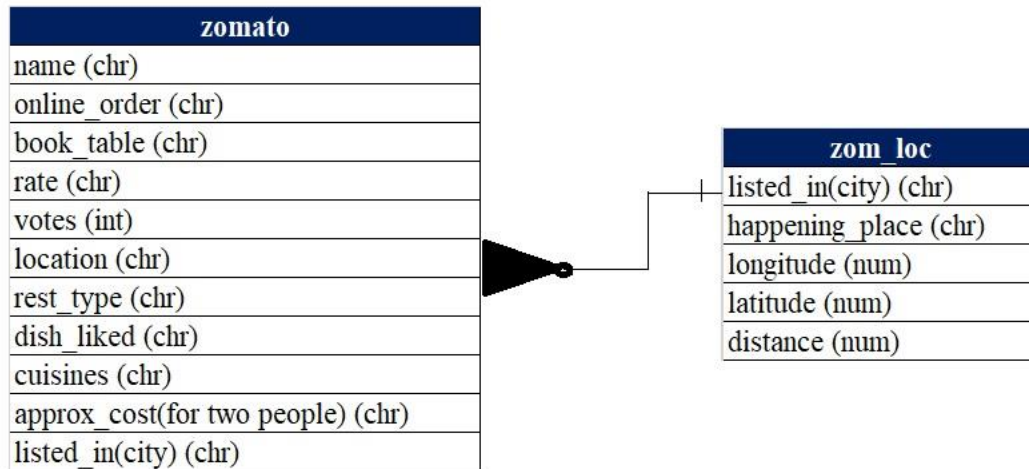 zomato
name (chr)
online_order (chr)
book_table (chr)
rate (chr)
votes (int)
location (chr)
rest_type (chr)
dish_liked (chr)
cuisines (chr)
approx_cost(for two people) (chr)
listed_in(city) (chr)
zom_loc
listed_in(city) (chr)
happening_place (chr)
longitude (num)
latitude (num)
distance (num)